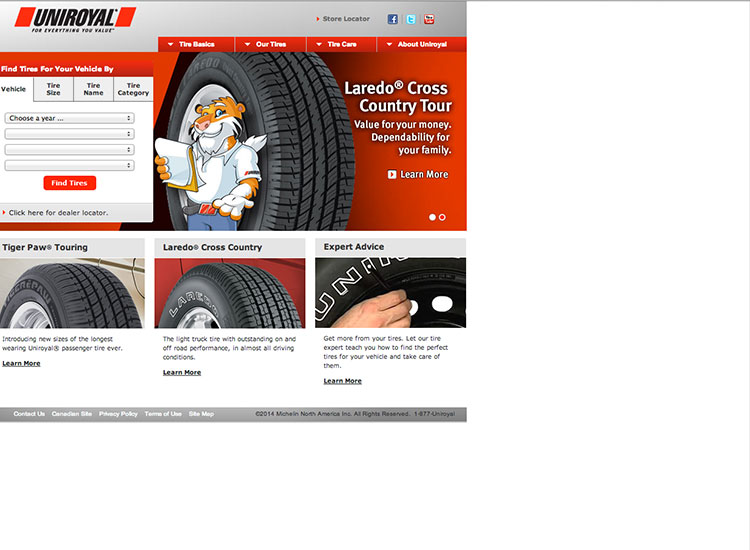 UNIROYAL®
FOR EVERYTHING YOU VALUE™
Store Locator
Tire Basics
Our Tires
Tire Care
About Uniroyal
Find Tires For Your Vehicle By
Vehicle
Tire Size
Tire Name
Tire Category
Choose a year ...
Find Tires
Click here for dealer locator.
LAREDO
Laredo® Cross
Country Tour
Value for your money.
Dependability for
your family.
Learn More
Tiger Paw® Touring
TIGER PAW
Introducing new sizes of the longest
wearing Uniroyal® passenger tire ever.
Learn More
Laredo® Cross Country
LAREDO
The light truck tire with outstanding on and
off road performance, in almost all driving
conditions.
Learn More
Expert Advice
UNI
Get more from your tires. Let our tire
expert teach you how to find the perfect
tires for your vehicle and take care of
them.
Learn More
Contact Us
Canadian Site
Privacy Policy
Terms of Use
Site Map
©2014 Michelin North America Inc. All Rights Reserved. 1-877-Uniroyal